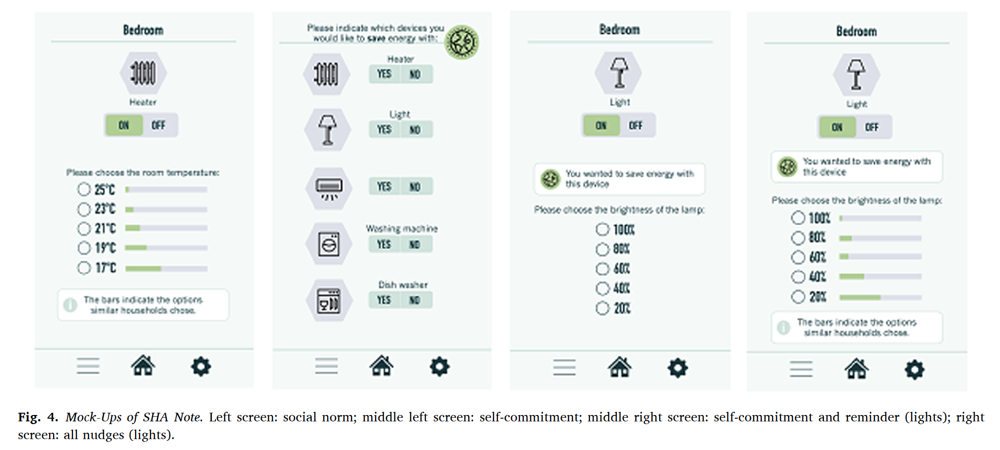 Bedroom
Heater
ON OFF
Please choose the room temperature:
25°C
23°C
21°C
19°C
17°C
The bars indicate the options
similar households chose.
Please indicate which devices you
would like to save energy with:
Heater
YES NO
Light
YES NO
YES NO
Washing machine
YES NO
Dish washer
YES NO
Bedroom
Light
ON OFF
You wanted to save energy with
this device
Please choose the brightness of the lamp:
100%
80%
60%
40%
20%
Bedroom
Light
ON OFF
You wanted to save energy with
this device
Please choose the brightness of the lamp:
100%
80%
60%
40%
20%
The bars indicate the options
similar households chose.
Fig. 4. Mock-Ups of SHA Note. Left screen: social norm; middle left screen: self-commitment; middle right screen: self-commitment and reminder (lights); right
screen: all nudges (lights).